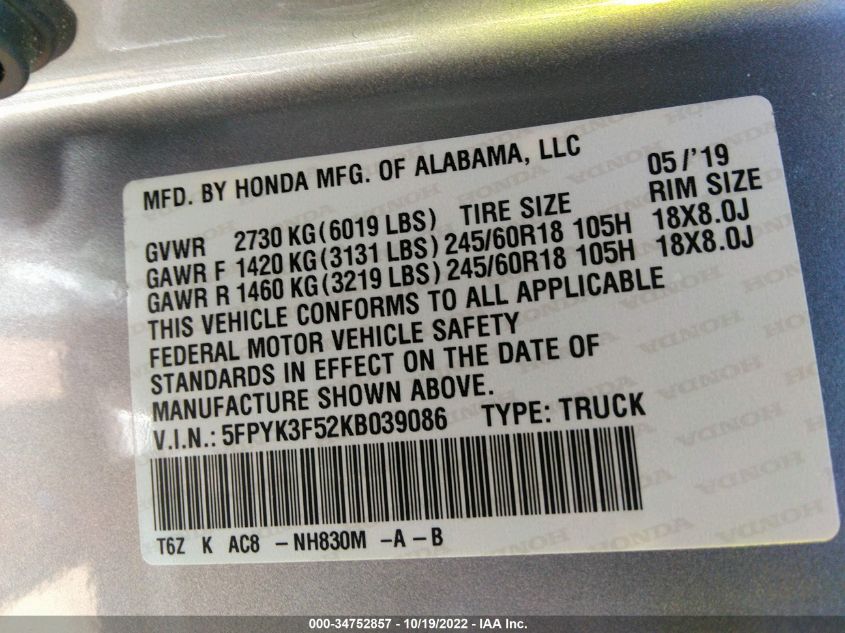 MFD. BY HONDA MFG. OF ALABAMA, LLC 05/'19
GVWR 2730 KG(6019 LBS) TIRE SIZE RIM SIZE
GAWR F 1420 KG(3131 LBS) 245/60R18 105H 18X8.0J
GAWR R 1460 KG(3219 LBS) 245/60R18 105H 18X8.0J
THIS VEHICLE CONFORMS TO ALL APPLICABLE
FEDERAL MOTOR VEHICLE SAFETY
STANDARDS IN EFFECT ON THE DATE OF
MANUFACTURE SHOWN ABOVE.
V.I.N.: 5FPYK3F52KB039086 TYPE: TRUCK
T6Z K AC8 -NH830M -A-B
000-34752857 - 10/19/2022 - IAA Inc.